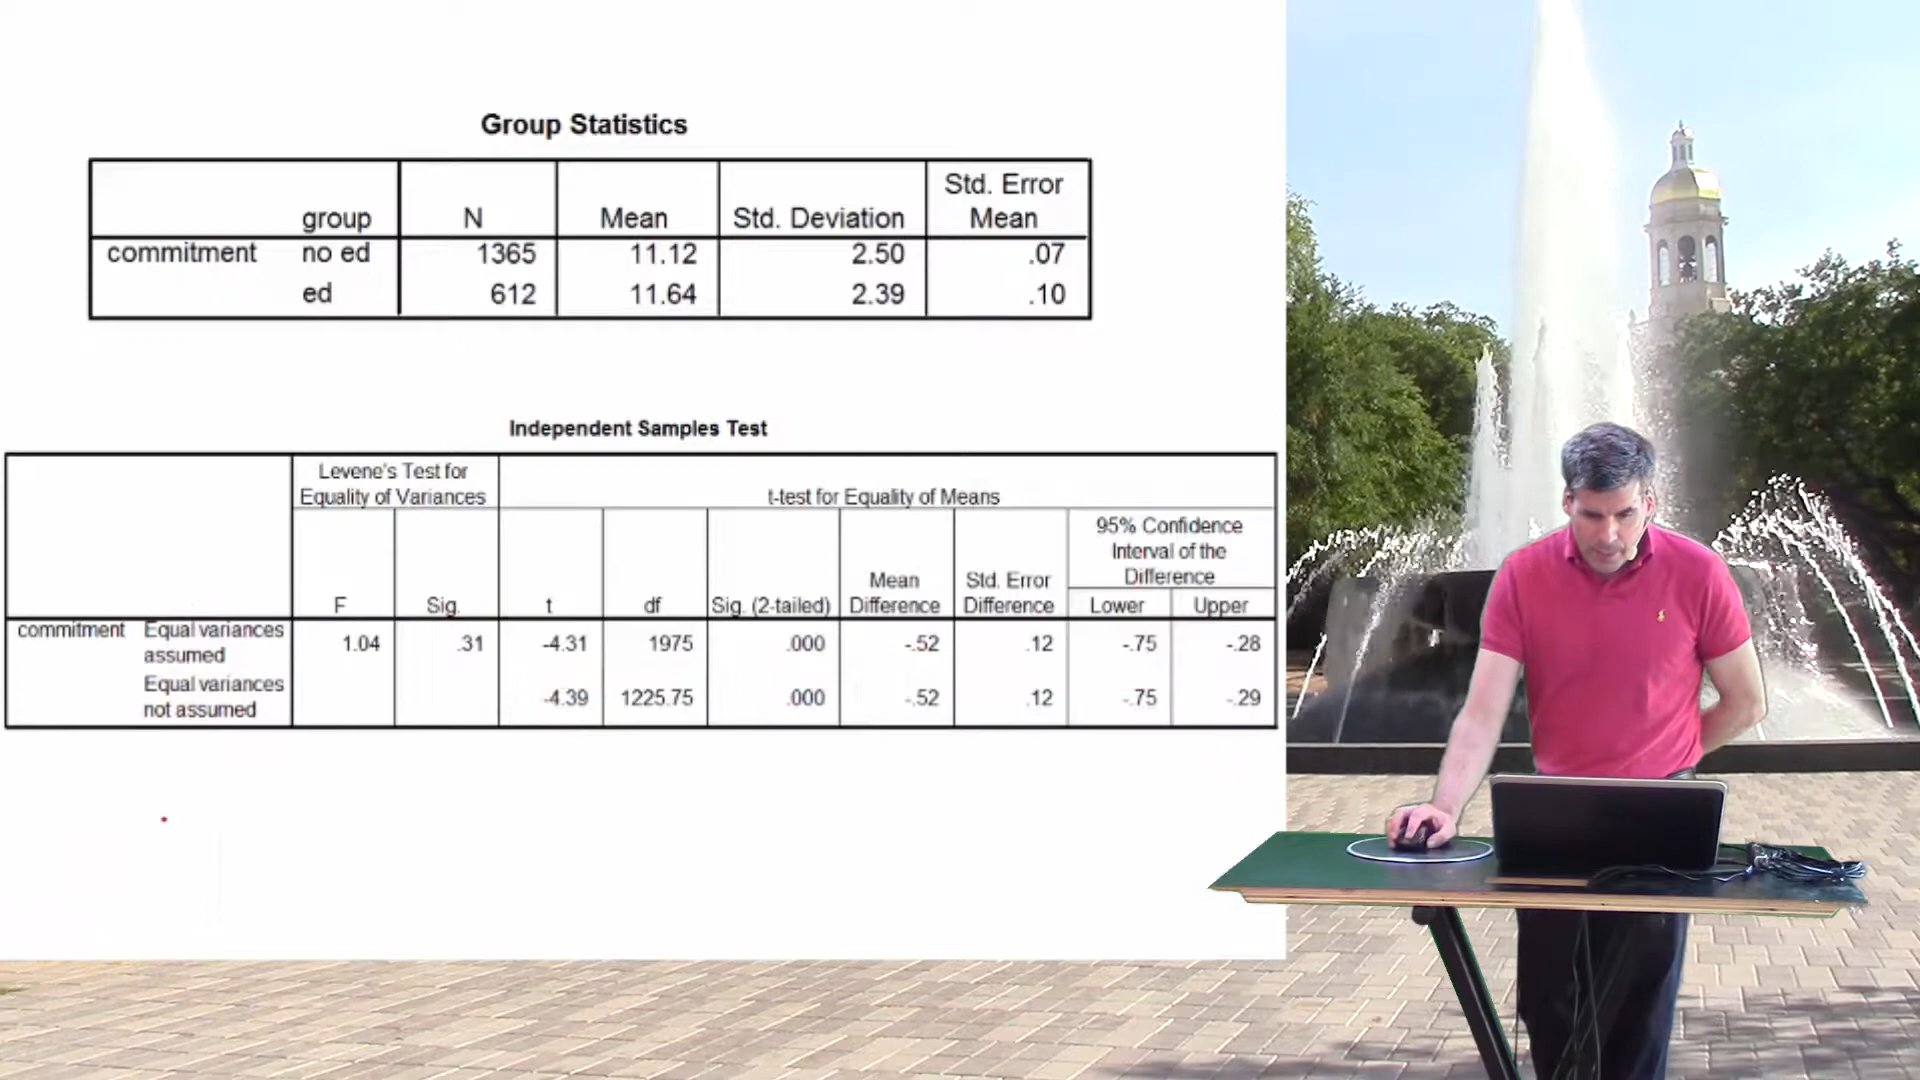 Group Statistics
group N Mean Std. Deviation Std. Error Mean
commitment no ed 1365 11.12 2.50 .07
ed 612 11.64 2.39 .10
Independent Samples Test
Levene's Test for Equality of Variances
t-test for Equality of Means
95% Confidence Interval of the Difference
F Sig. t df Sig. (2-tailed) Mean Difference Std. Error Difference Lower Upper
commitment Equal variances assumed 1.04 .31 -4.31 1975 .000 -.52 .12 -.75 -.28
Equal variances not assumed -4.39 1225.75 .000 -.52 .12 -.75 -.29